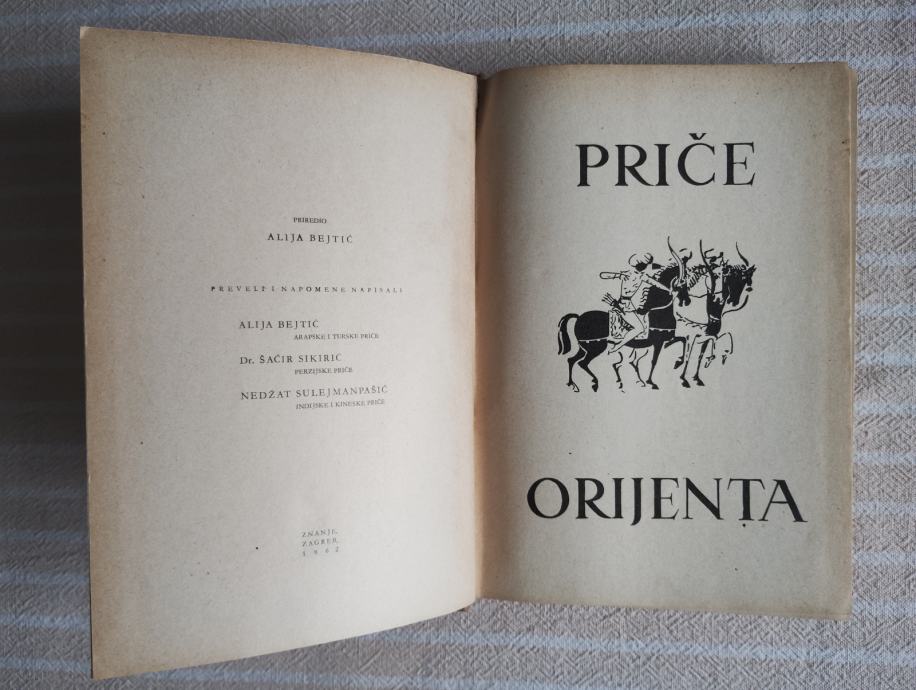 PRIREDIO
ALIJA BEJTIĆ
PREVELI I NAPOMENE NAPISALI
ALIJA BEJTIĆ
ARAPSKE I TURSKE PRIČE
Dr. ŠAĆIR SIKIRIĆ
PERZIJSKE PRIČE
NEDŽAT SULEJMANPAŠIĆ
INDIJSKE I KINESKE PRIČE
ZNANJE,
ZAGREB,
1962
PRIČE
ORIJENTA